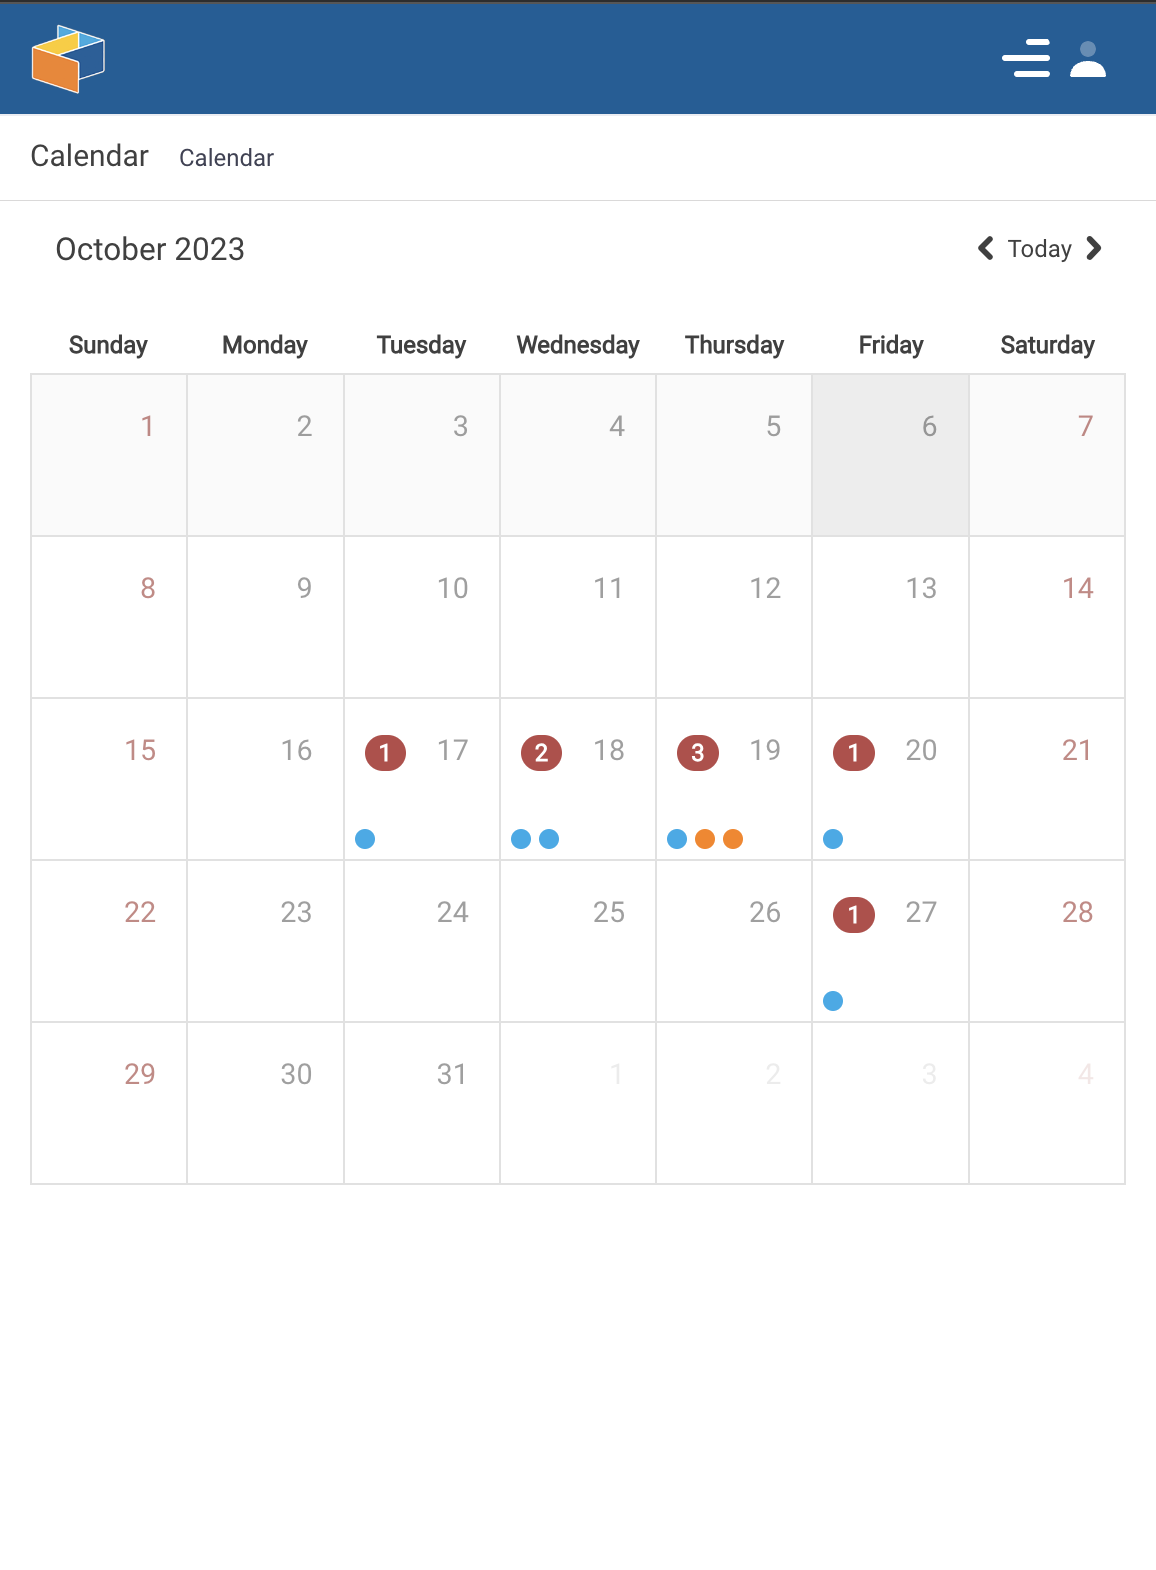 Calendar Calendar
October 2023 Today
Sunday Monday Tuesday Wednesday Thursday Friday Saturday
1 2 3 4 5 6 7
8 9 10 11 12 13 14
15 16 1 17 2 18 3 19 1 20 21
22 23 24 25 26 1 27 28
29 30 31 1 2 3 4